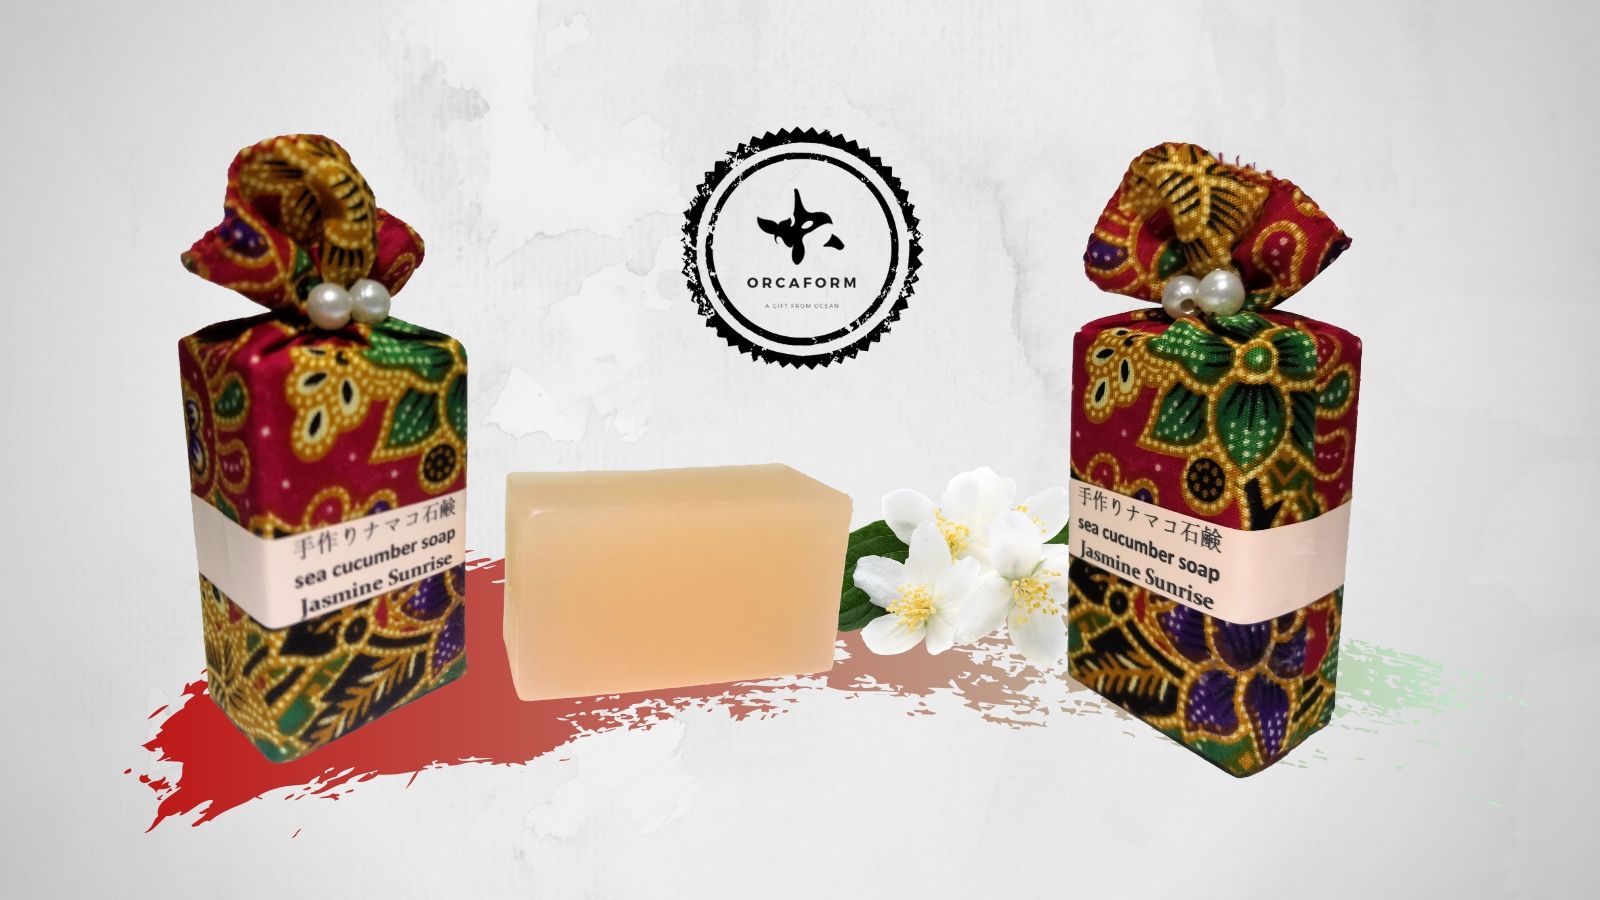 ORCAFORM
A GIFT FROM OCEAN
手作りナマコ石鹸
sea cucumber soap
Jasmine Sunrise
手作りナマコ石鹸
sea cucumber soap
Jasmine Sunrise